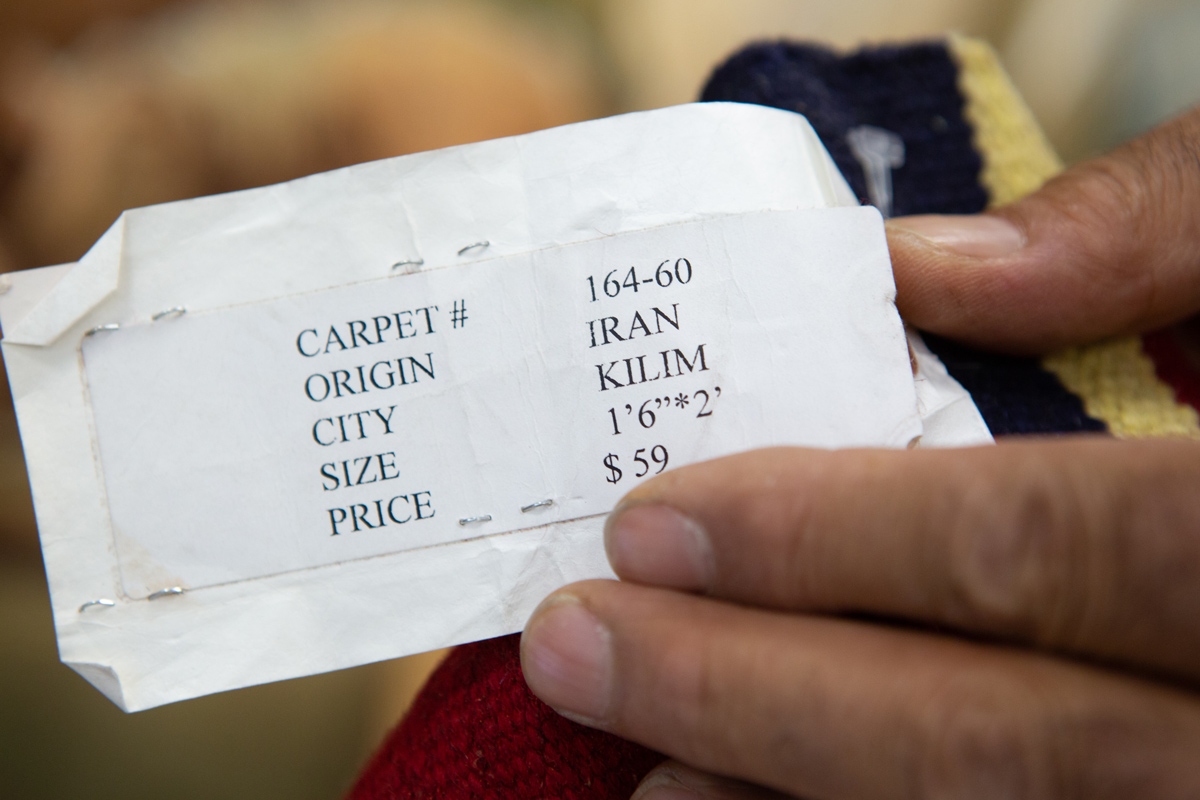 CARPET # 164-60
ORIGIN IRAN
CITY KILIM
SIZE 1’6”*2’
PRICE $ 59